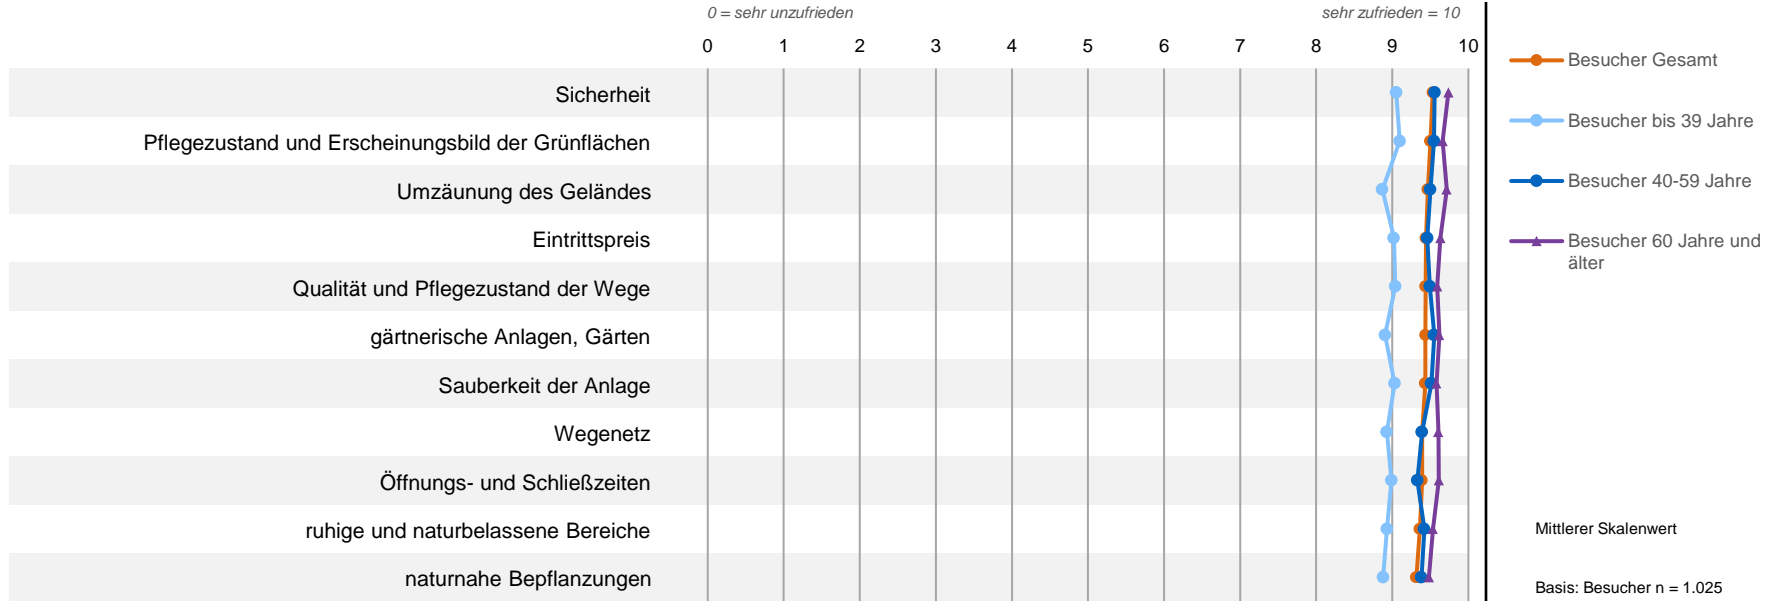 0 = sehr unzufrieden
sehr zufrieden = 10
0 1 2 3 4 5 6 7 8 9 10
Sicherheit
Pflegezustand und Erscheinungsbild der Grünflächen
Umzäunung des Geländes
Eintrittspreis
Qualität und Pflegezustand der Wege
gärtnerische Anlagen, Gärten
Sauberkeit der Anlage
Wegenetz
Öffnungs- und Schließzeiten
ruhige und naturbelassene Bereiche
naturnahe Bepflanzungen
Besucher Gesamt
Besucher bis 39 Jahre
Besucher 40-59 Jahre
Besucher 60 Jahre und
älter
Mittlerer Skalenwert
Basis: Besucher n = 1.025